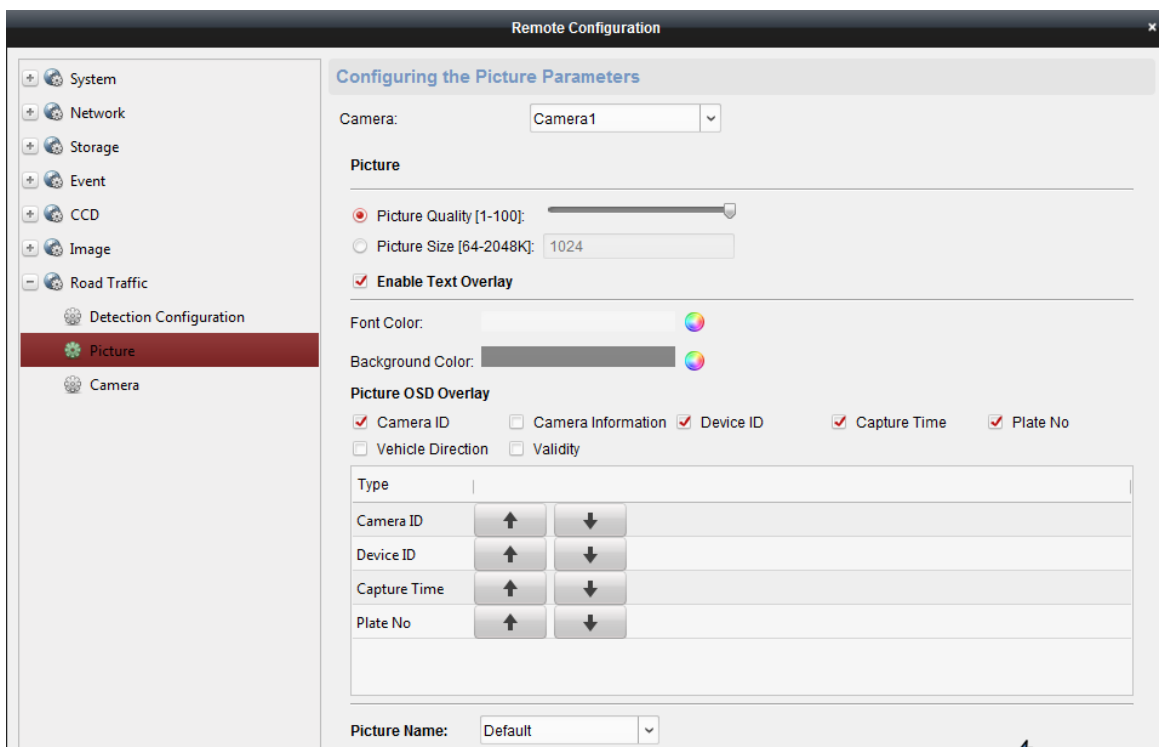 Remote Configuration
System
Network
Storage
Event
CCD
Image
Road Traffic
Detection Configuration
Picture
Camera
Configuring the Picture Parameters
Camera: Camera1
Picture
Picture Quality [1-100]:
Picture Size [64-2048K]: 1024
Enable Text Overlay
Font Color:
Background Color:
Picture OSD Overlay
Camera ID Camera Information Device ID Capture Time Plate No
Vehicle Direction Validity
Type
Camera ID
Device ID
Capture Time
Plate No
Picture Name: Default